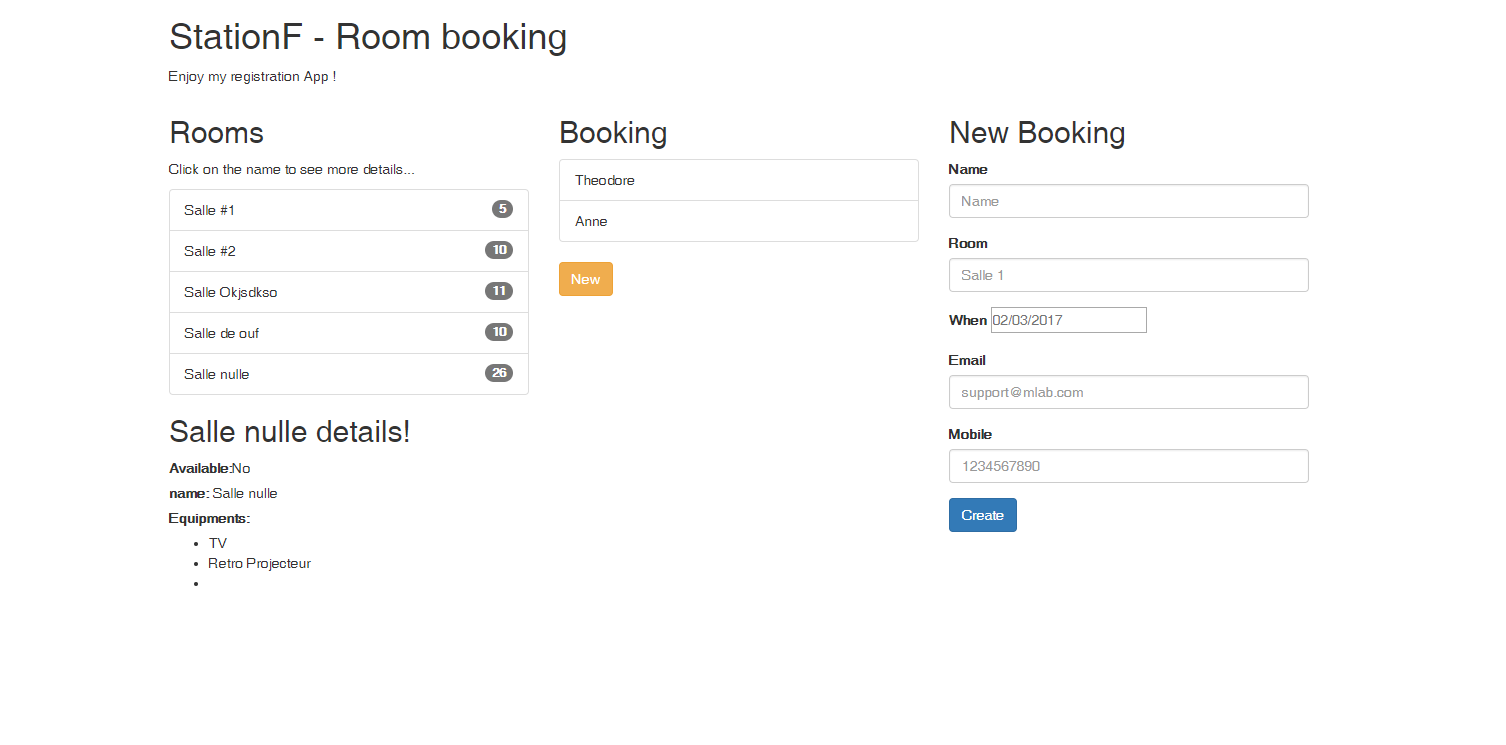 StationF - Room booking
Enjoy my registration App !
Rooms
Click on the name to see more details...
Salle #1 5
Salle #2 10
Salle Okjsdkso 11
Salle de ouf 10
Salle nulle 26
Salle nulle details!
Available:No
name: Salle nulle
Equipments:
TV
Retro Projecteur
Booking
Theodore
Anne
New
New Booking
Name
Name
Room
Salle 1
When 02/03/2017
Email
support@mlab.com
Mobile
1234567890
Create